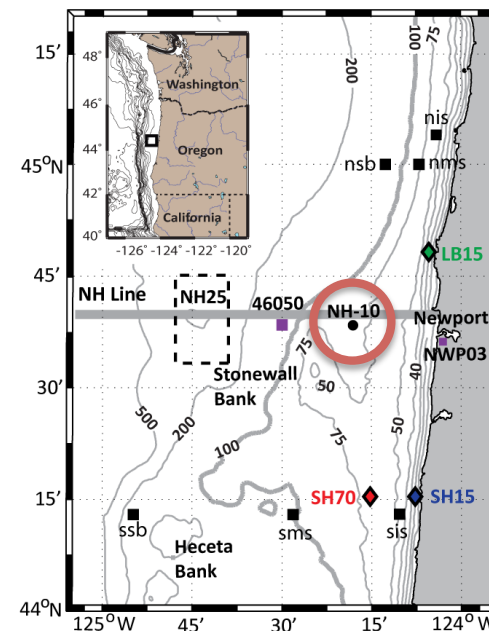 15'
48°
46
44
42
40°
Washington
Oregon
California
-126°
-124°
-122°
-120°
200
100
75
nis
nsb
nms
45°N
45'
LB15
NH Line
NH25
46050
NH-10
Newport
NWP03
75
50
40
50
Stonewall
Bank
30'
500
200
100
75
SH70
SH15
15'
ssb
sms
sis
Heceta
Bank
44°N
125°W
45'
30'
15'
124°W